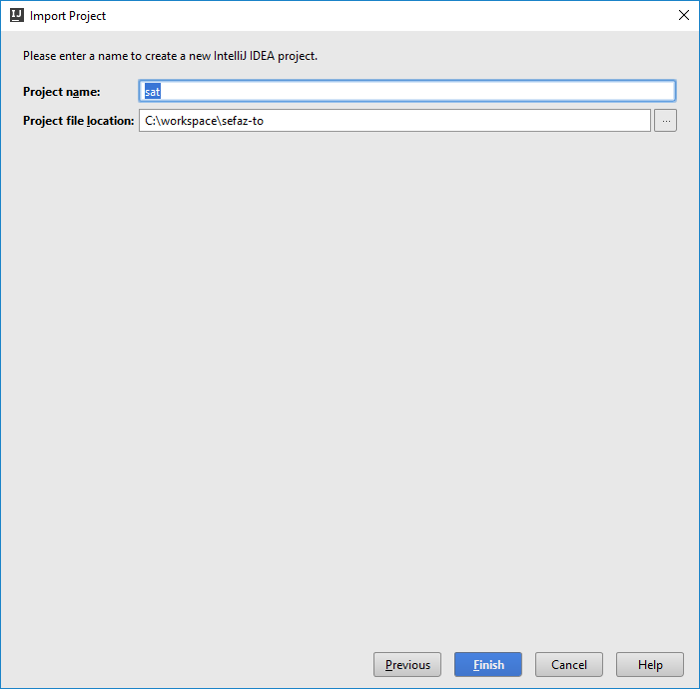 IJ Import Project
Please enter a name to create a new IntelliJ IDEA project.
Project name: sat
Project file location: C:\workspace\sefaz-to ...
Previous Finish Cancel Help